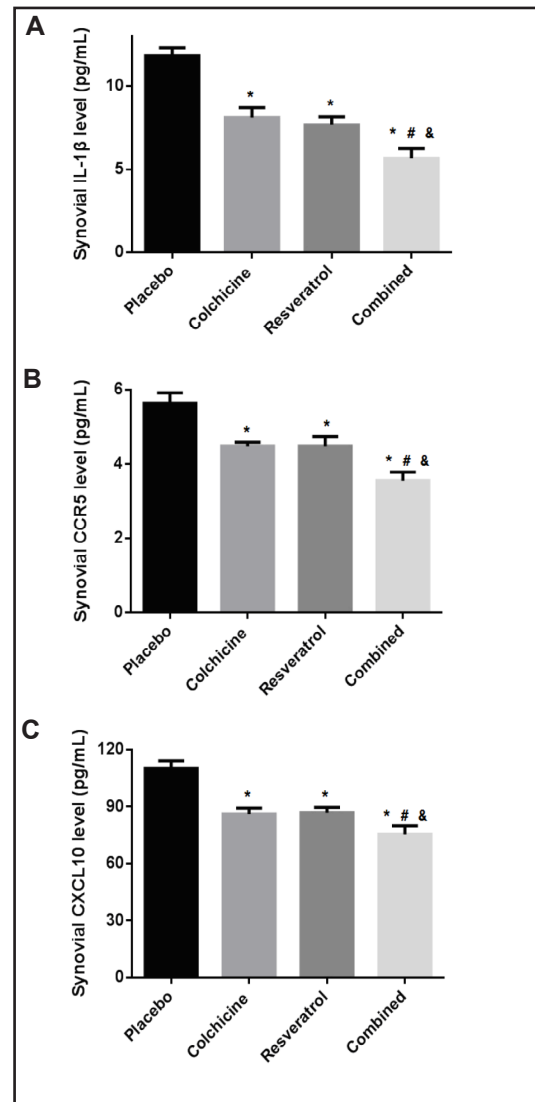 A
Synovial IL-1β level (pg/mL)
10
5
0
*
*
* # &
Placebo
Colchicine
Resveratrol
Combined
B
Synovial CCR5 level (pg/mL)
6
4
2
0
*
*
* # &
Placebo
Colchicine
Resveratrol
Combined
C
Synovial CXCL10 level (pg/mL)
120
90
60
30
0
*
*
* # &
Placebo
Colchicine
Resveratrol
Combined